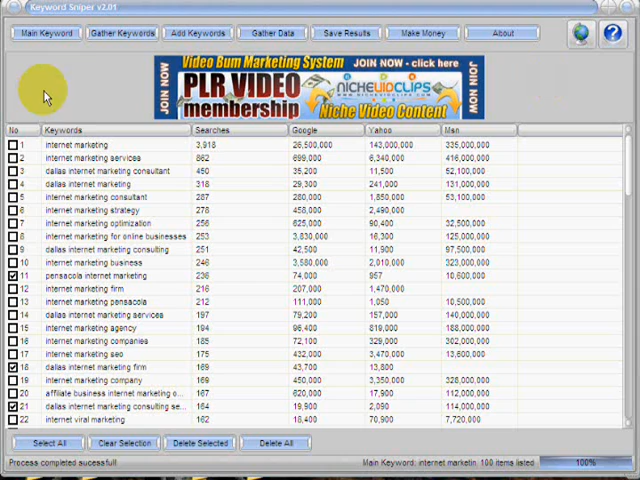 Keyword Sniper v2.01
Main Keyword Gather Keywords Add Keywords Gather Data Save Results Make Money About
Video Bum Marketing System JOIN NOW - click here
JOIN NOW
PLR VIDEO
membership
NICHEVIDCLIPS
WWW.NICHEVIDCLIPS.COM
Niche Video Content
JOIN NOW
No Keywords Searches Google Yahoo Msn
1 internet marketing 3,918 26,500,000 143,000,000 335,000,000
2 internet marketing services 862 699,000 6,340,000 416,000,000
3 dallas internet marketing consultant 450 35,200 11,500 52,100,000
4 dallas internet marketing 318 29,300 241,000 131,000,000
5 internet marketing consultant 287 280,000 1,850,000 53,100,000
6 internet marketing strategy 278 458,000 2,490,000
7 internet marketing optimization 256 625,000 90,400 32,500,000
8 internet marketing for online businesses 253 3,830,000 16,300 125,000,000
9 dallas internet marketing consulting 251 42,500 11,900 97,500,000
10 internet marketing business 246 3,580,000 2,010,000 323,000,000
11 pensacola internet marketing 236 74,000 957 10,600,000
12 internet marketing firm 216 207,000 1,470,000
13 internet marketing pensacola 212 111,000 1,050 10,500,000
14 dallas internet marketing services 197 79,200 157,000 140,000,000
15 internet marketing agency 194 96,400 819,000 188,000,000
16 internet marketing companies 185 72,100 329,000 302,000,000
17 internet marketing seo 175 32,000 3,470,000 13,600,000
18 dallas internet marketing firm 169 43,700 13,800
19 internet marketing company 169 450,000 3,350,000 328,000,000
20 affiliate business internet marketing o... 167 620,000 17,900 112,000,000
21 dallas internet marketing consulting se... 164 19,900 2,090 114,000,000
22 internet viral marketing 162 18,400 70,900 7,720,000
Select All Clear Selection Delete Selected Delete All
Process completed sucessfull! Main Keyword: internet marketin: 100 items listed 100%